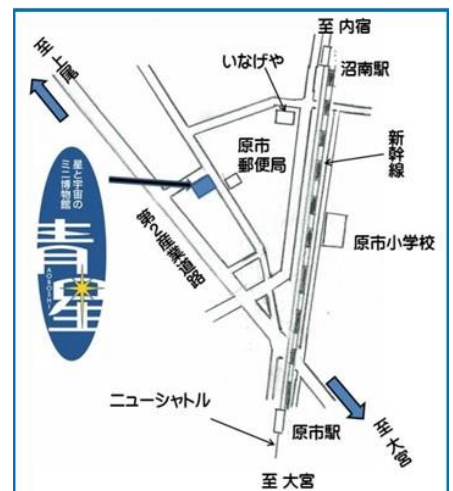 至 内宿
至 上尾
いなげや
沼南駅
原市
郵便局
新幹線
星と宇宙の
ミニ博物館
青星
AOBOSHI
第2産業道路
原市小学校
ニューシャトル
原市駅
至 大宮
至 大宮